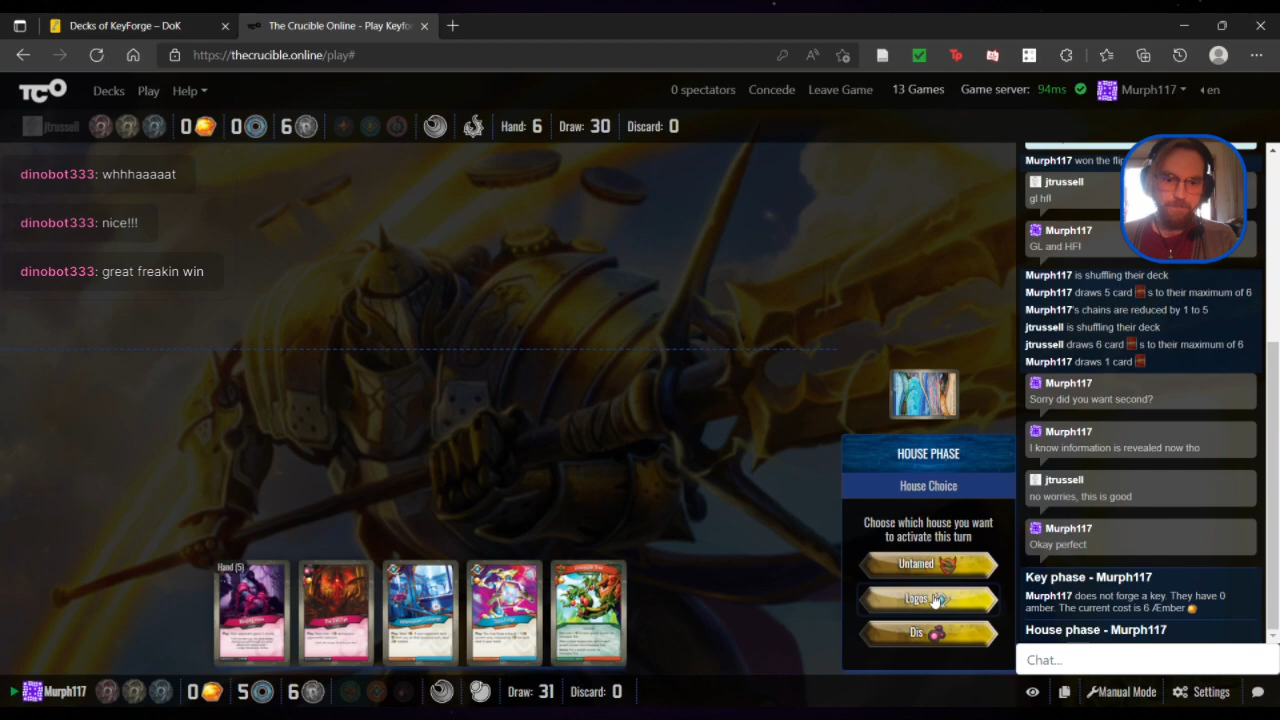 Decks of KeyForge – DoK
The Crucible Online - Play Keyfo
https://thecrucible.online/play#
TCO
Decks
Play
Help
0 spectators
Concede
Leave Game
13 Games
Game server: 94ms
Murph117
en
jtrussell
0
0
6
Hand: 6
Draw: 30
Discard: 0
dinobot333: whhhaaaaat
dinobot333: nice!!!
dinobot333: great freakin win
Murph117 won the fli
jtrussell
gl hf!
Murph117
GL and HF!
Murph117 is shuffling their deck
Murph117 draws 5 card s to their maximum of 6
Murph117's chains are reduced by 1 to 5
jtrussell is shuffling their deck
jtrussell draws 6 card s to their maximum of 6
Murph117 draws 1 card
Murph117
Sorry did you want second?
Murph117
I know information is revealed now tho
jtrussell
no worries, this is good
Murph117
Okay perfect
Key phase - Murph117
Murph117 does not forge a key. They have 0
amber. The current cost is 6 Æmber
House phase - Murph117
HOUSE PHASE
House Choice
Choose which house you want
to activate this turn
Untamed
Logos
Dis
Hand (5)
Chat...
Murph117
0
5
6
Draw: 31
Discard: 0
Manual Mode
Settings